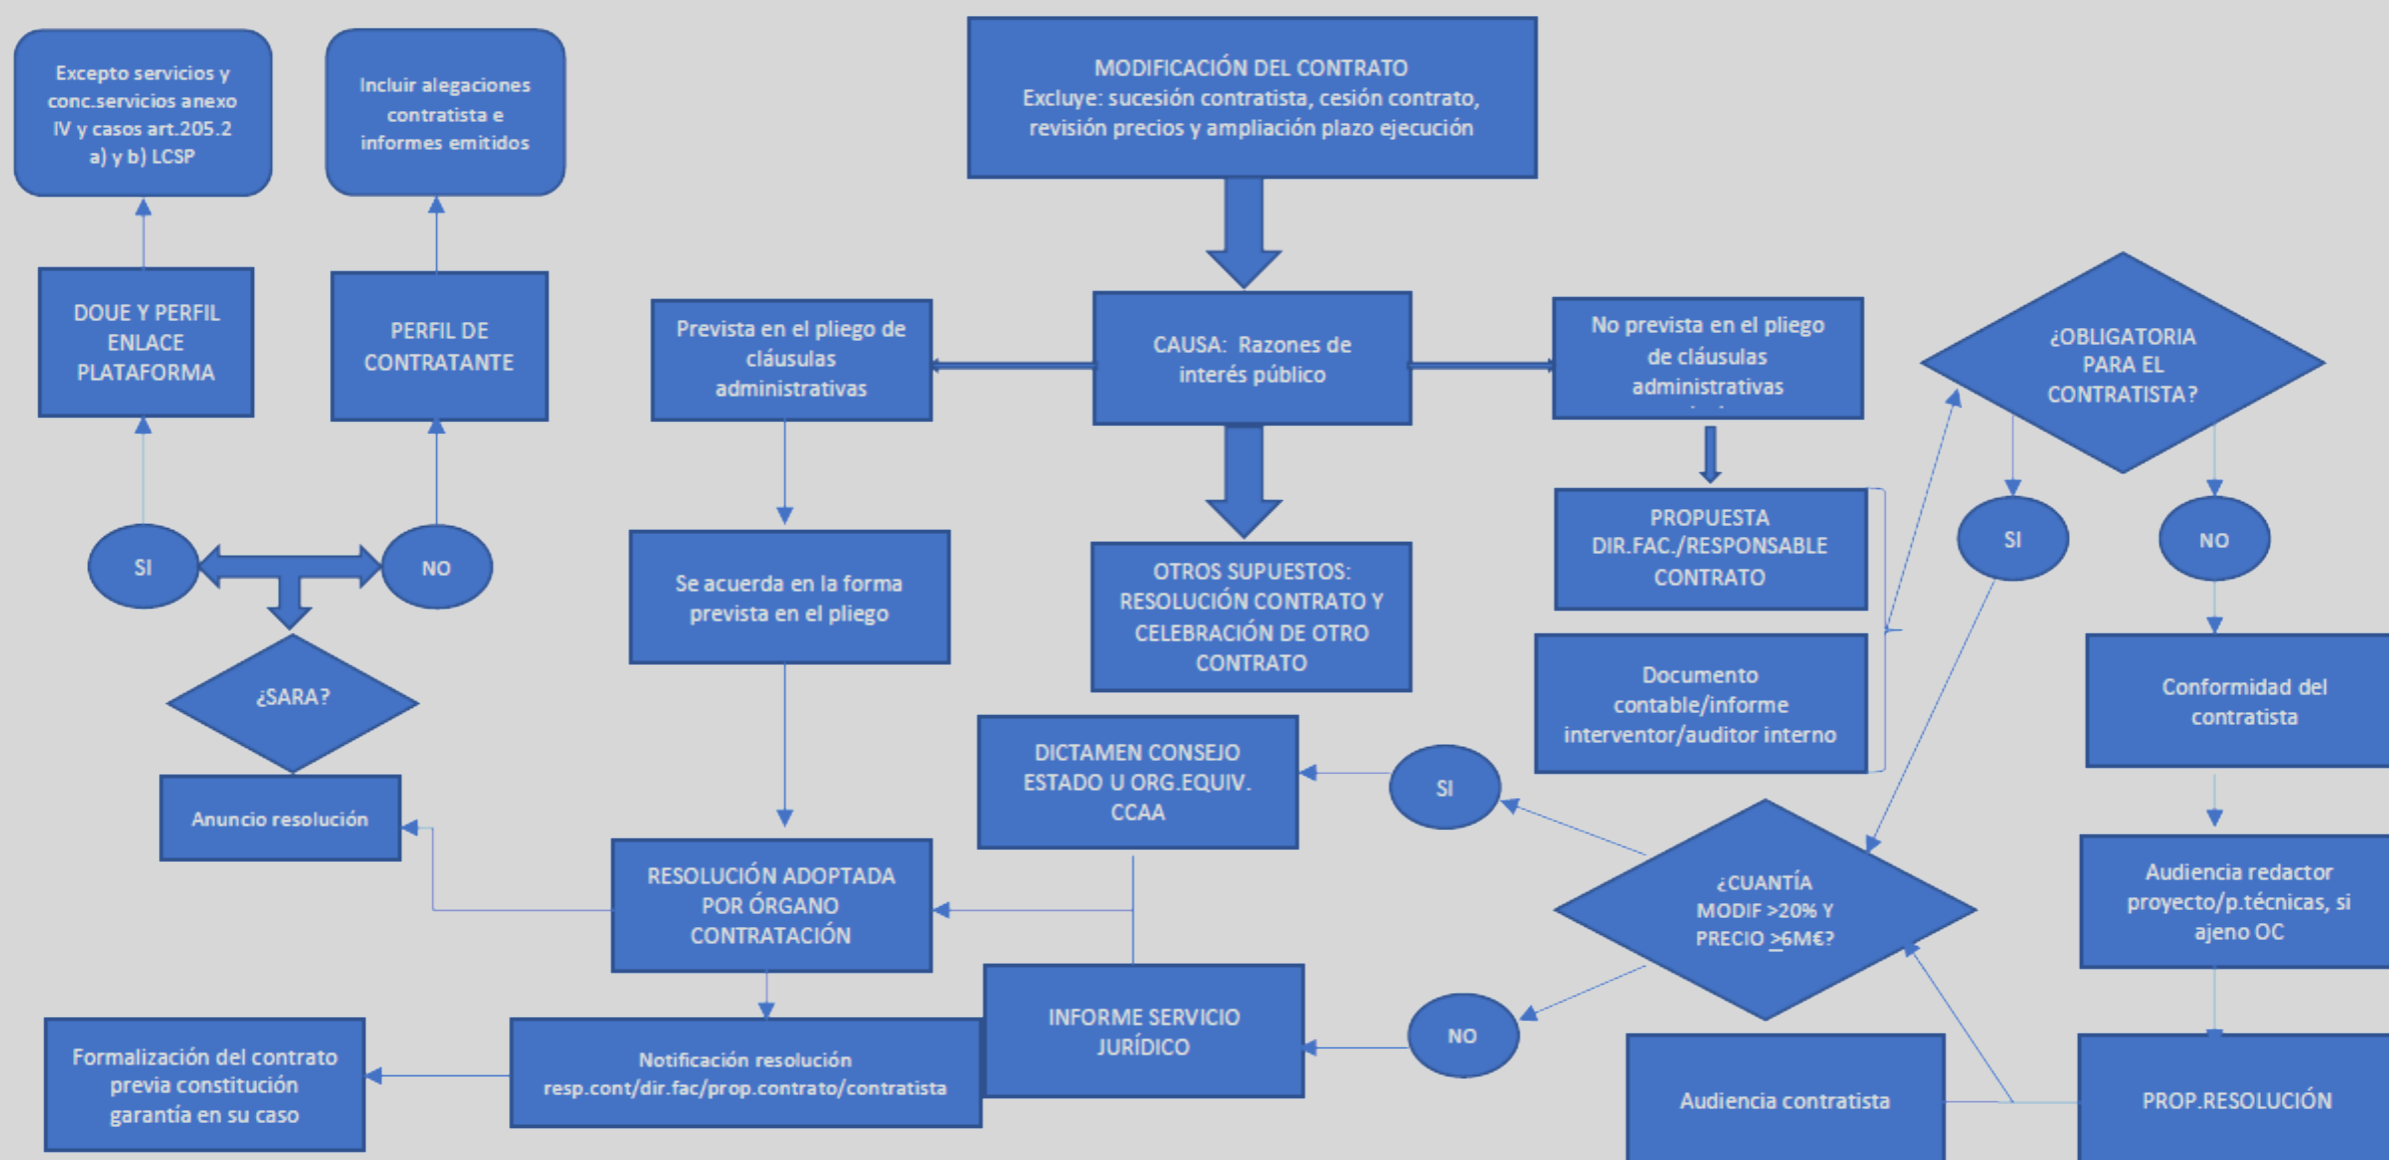 MODIFICACIÓN DEL CONTRATO
Excluye: sucesión contratista, cesión contrato,
revisión precios y ampliación plazo ejecución
Excepto servicios y
conc.servicios anexo
IV y casos art.205.2
a) y b) LCSP
Incluir alegaciones
contratista e
informes emitidos
DOUE Y PERFIL
ENLACE
PLATAFORMA
PERFIL DE
CONTRATANTE
Prevista en el pliego de
cláusulas
administrativas
CAUSA: Razones de
interés público
No prevista en el pliego
de cláusulas
administrativas
¿OBLIGATORIA
PARA EL
CONTRATISTA?
SI
NO
SI
NO
Se acuerda en la forma
prevista en el pliego
OTROS SUPUESTOS:
RESOLUCIÓN CONTRATO Y
CELEBRACIÓN DE OTRO
CONTRATO
PROPUESTA
DIR.FAC./RESPONSABLE
CONTRATO
¿SARA?
Documento
contable/informe
interventor/auditor interno
Conformidad del
contratista
Anuncio resolución
DICTAMEN CONSEJO
ESTADO U ORG.EQUIV.
CCAA
SI
RESOLUCIÓN ADOPTADA
POR ÓRGANO
CONTRATACIÓN
¿CUANTÍA
MODIF >20% Y
PRECIO >6M€?
Audiencia redactor
proyecto/p.técnicas, si
ajeno OC
Formalización del contrato
previa constitución
garantía en su caso
Notificación resolución
resp.cont/dir.fac/prop.contrato/contratista
INFORME SERVICIO
JURÍDICO
NO
Audiencia contratista
PROP.RESOLUCIÓN